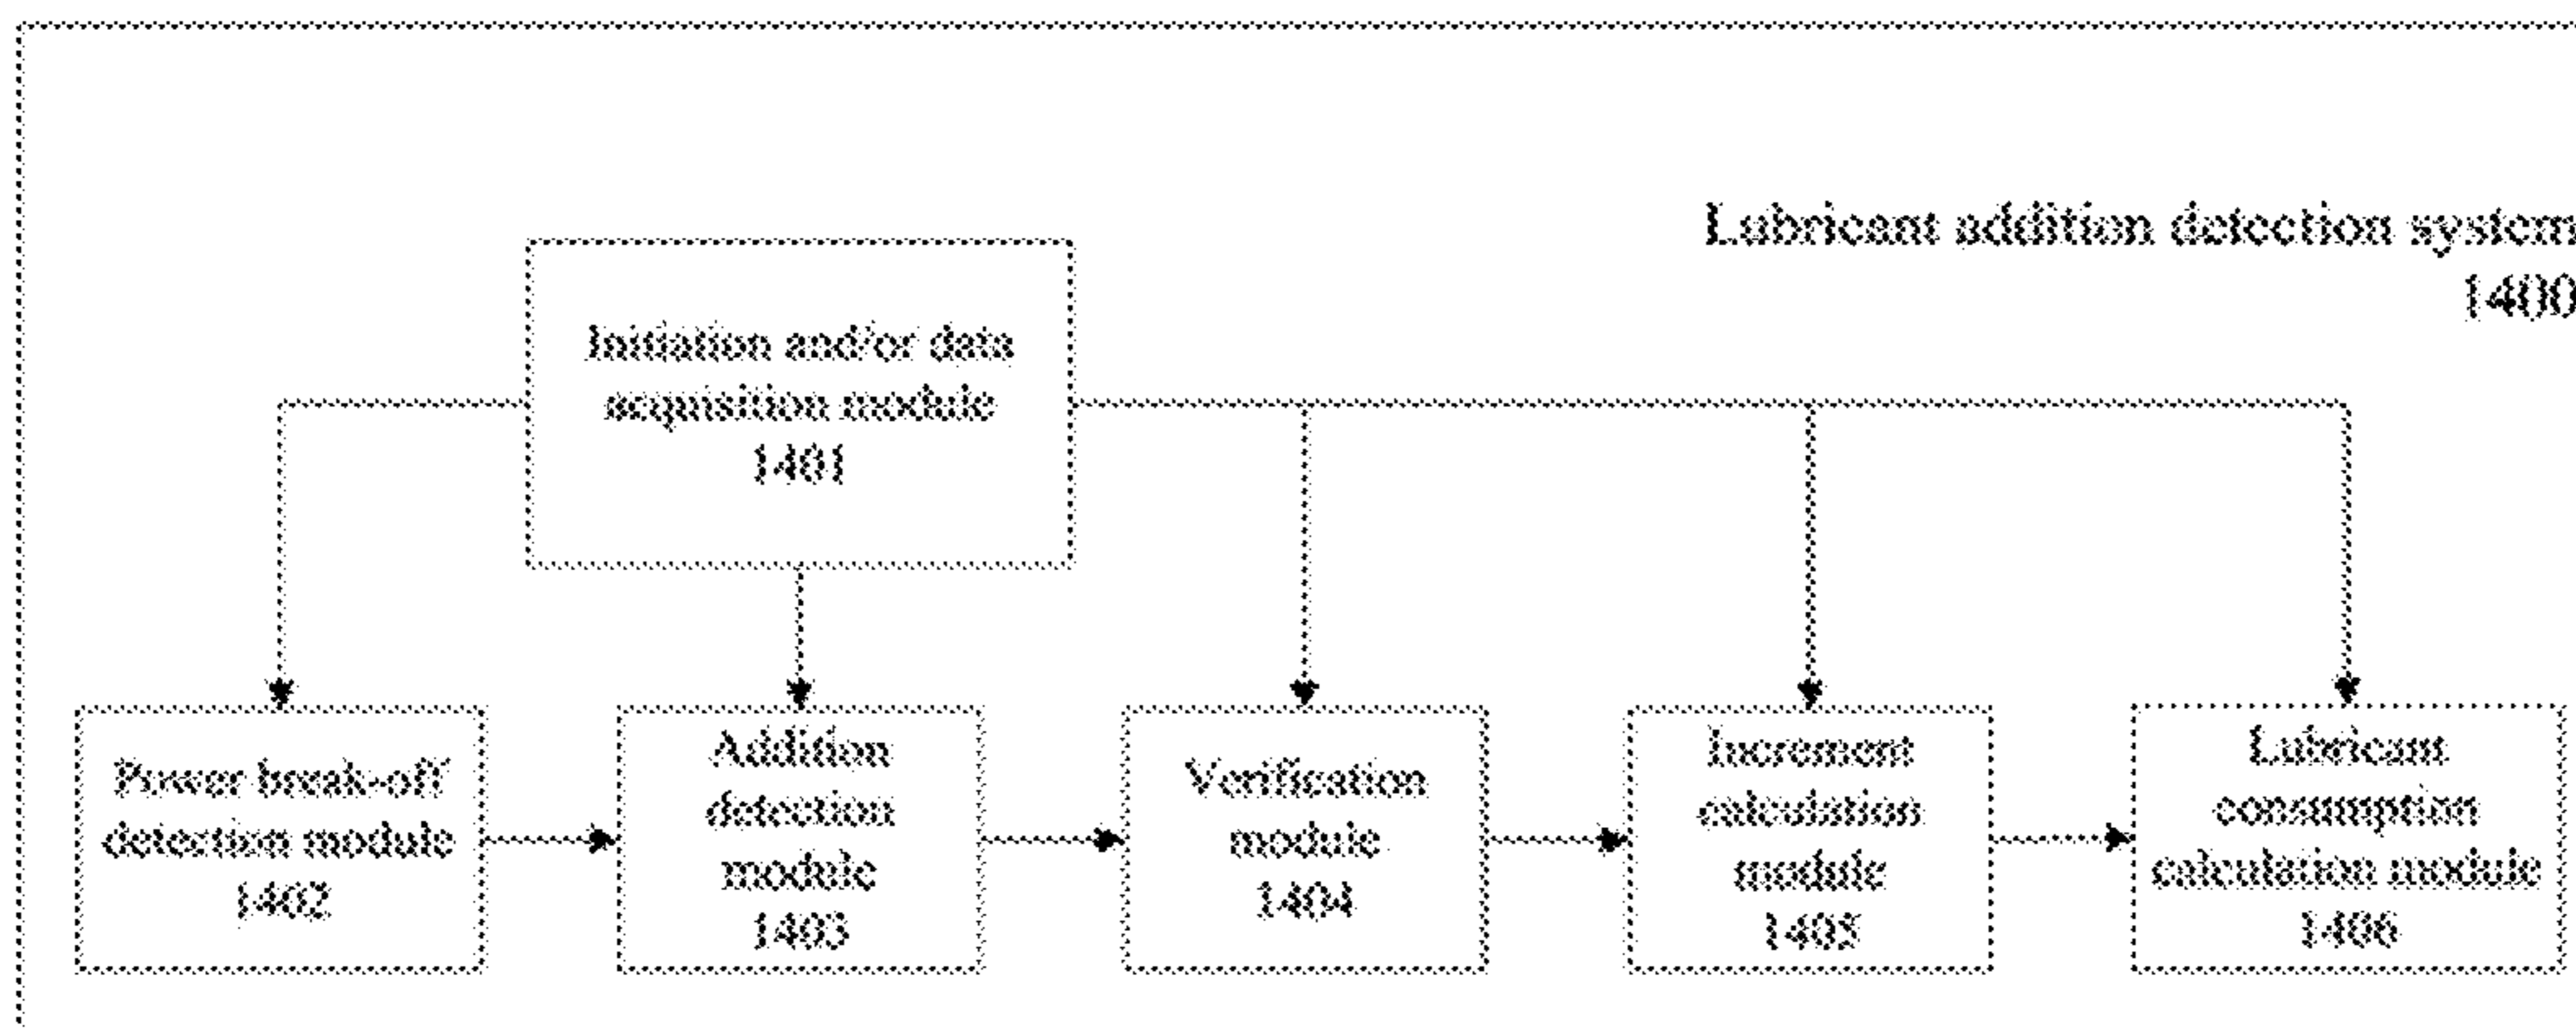 Lubricant addition detection system
1400
Initiation and/or data
acquisition module
1401
Power break-off
detection module
1402
Addition
detection
module
1403
Verification
module
1404
Increment
calculation
module
1405
Lubricant
consumption
calculation module
1406